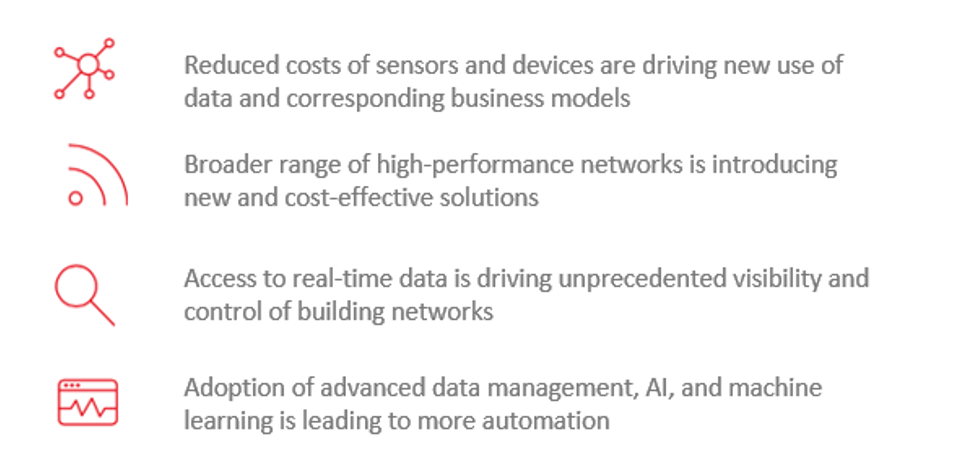 Reduced costs of sensors and devices are driving new use of
data and corresponding business models
Broader range of high-performance networks is introducing
new and cost-effective solutions
Access to real-time data is driving unprecedented visibility and
control of building networks
Adoption of advanced data management, AI, and machine
learning is leading to more automation